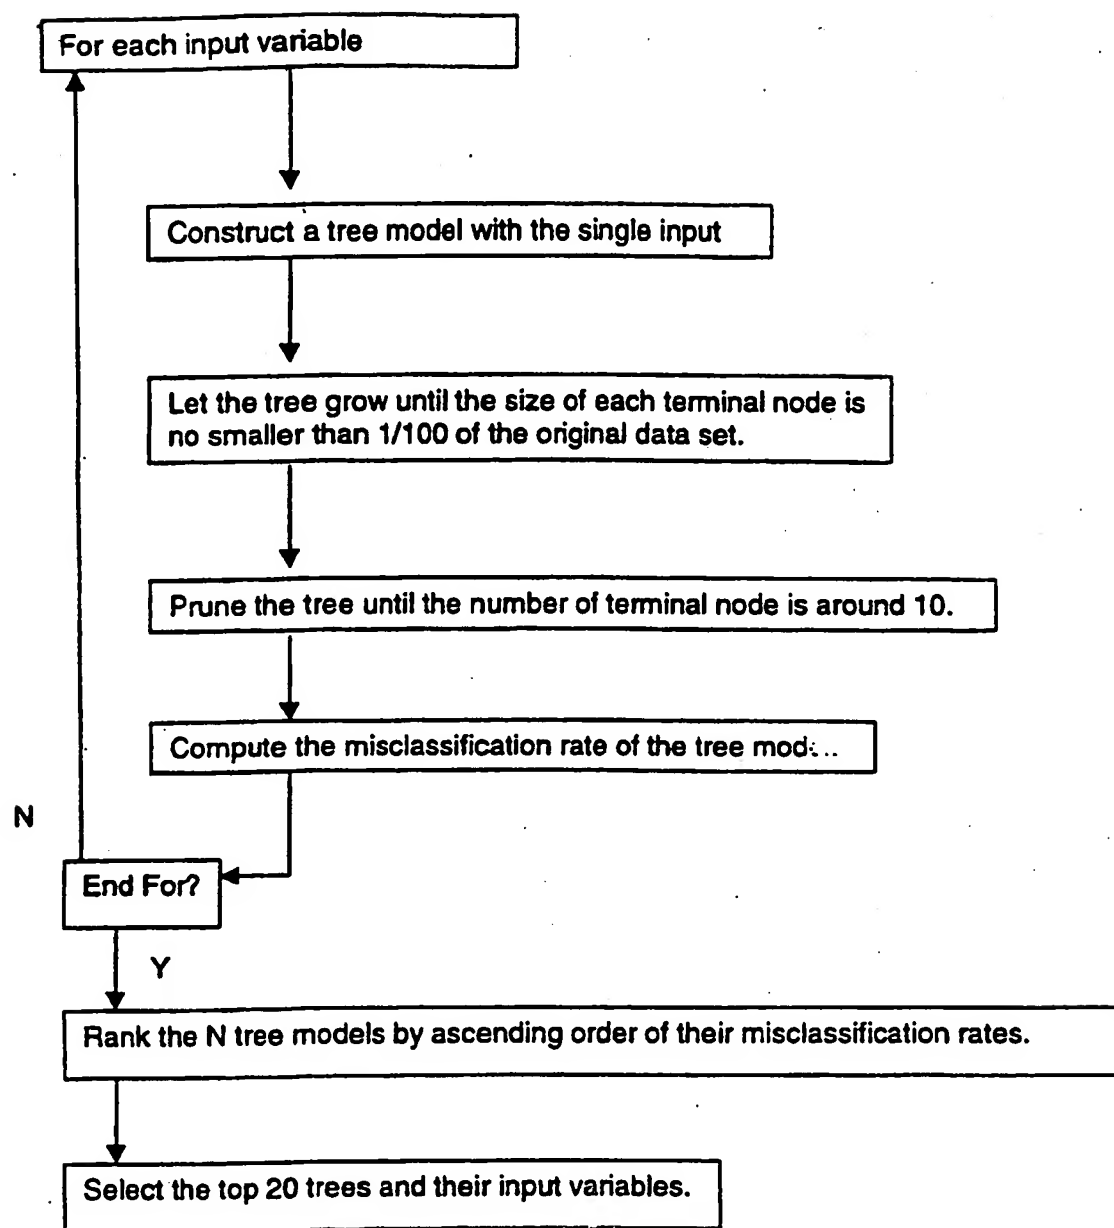 For each input variable
Construct a tree model with the single input
Let the tree grow until the size of each terminal node is
no smaller than 1/100 of the original data set.
Prune the tree until the number of terminal node is around 10.
Compute the misclassification rate of the tree
N
End For?
Y
Rank the N tree models by ascending order of their misclassification rates.
Select the top 20 trees and their input variables.